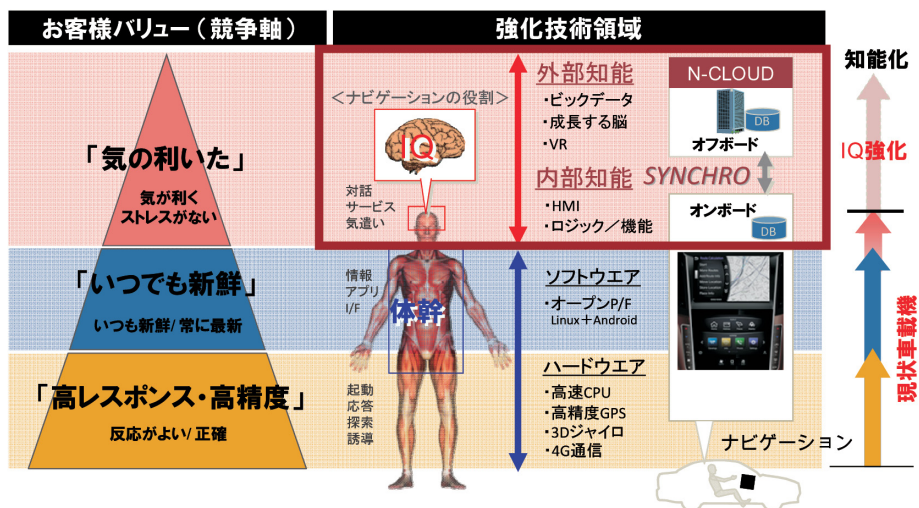 お客様バリュー(競争軸)
強化技術領域
「気の利いた」
気が利く
ストレスがない
「いつでも新鮮」
いつも新鮮/常に最新
「高レスポンス・高精度」
反応がよい/正確
<ナビゲーションの役割>
IQ
対話
サービス
気遣い
情報
アプリ
I/F
体幹
起動
応答
探索
誘導
外部知能
・ビックデータ
・成長する脳
・VR
内部知能
・HMI
・ロジック/機能
SYNCHRO
N-CLOUD
DB
オフボード
オンボード
DB
ソフトウエア
・オープンP/F
Linux+Android
ハードウエア
・高速CPU
・高精度GPS
・3Dジャイロ
・4G通信
ナビゲーション
知能化
IQ強化
現状車載機